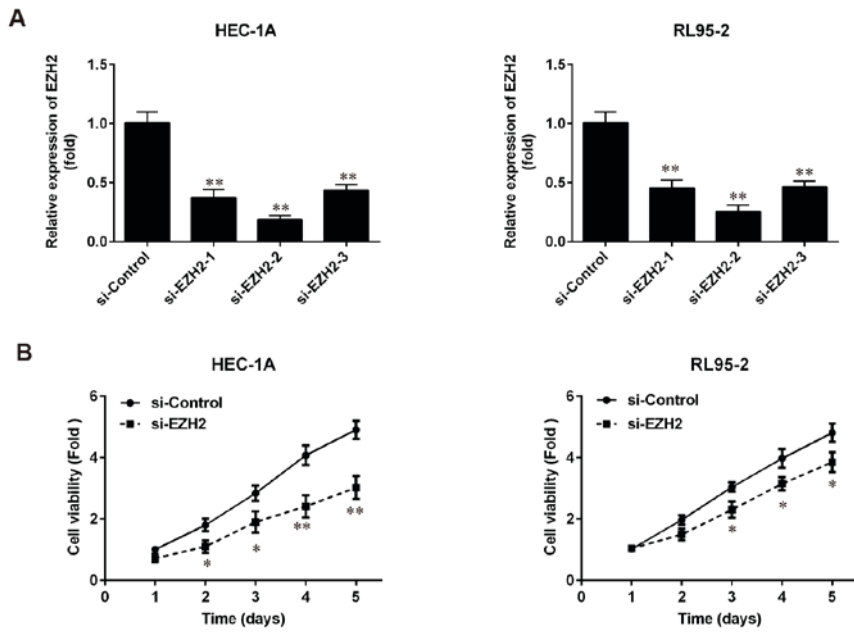 A
HEC-1A
Relative expression of EZH2
(fold)
1.5
1.0
0.5
0.0
**
**
**
si-Control
si-EZH2-1
si-EZH2-2
si-EZH2-3
RL95-2
Relative expression of EZH2
(fold)
1.5
1.0
0.5
0.0
**
**
**
si-Control
si-EZH2-1
si-EZH2-2
si-EZH2-3
B
HEC-1A
Cell viability (Fold )
6
4
2
0
si-Control
si-EZH2
*
*
**
**
0 1 2 3 4 5
Time (days)
RL95-2
Cell viability (Fold )
6
4
2
0
si-Control
si-EZH2
*
*
*
0 1 2 3 4 5
Time (days)